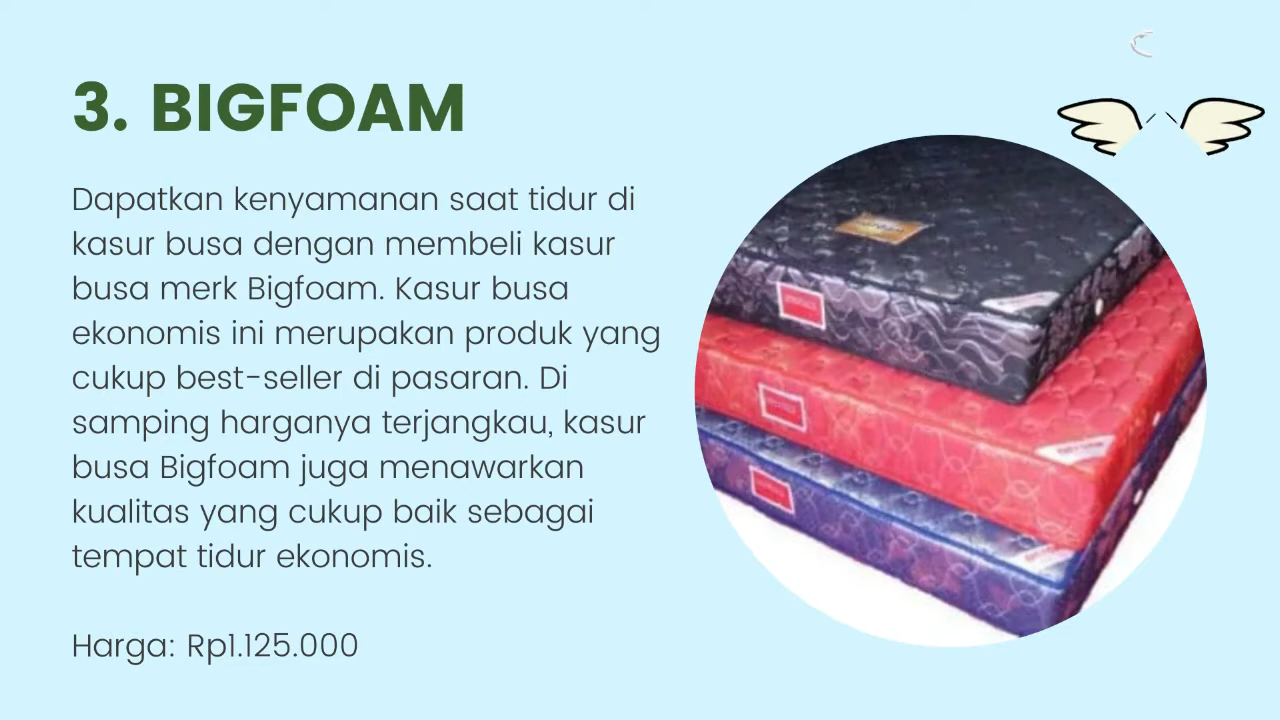 3. BIGFOAM
Dapatkan kenyamanan saat tidur di
kasur busa dengan membeli kasur
busa merk Bigfoam. Kasur busa
ekonomis ini merupakan produk yang
cukup best-seller di pasaran. Di
samping harganya terjangkau, kasur
busa Bigfoam juga menawarkan
kualitas yang cukup baik sebagai
tempat tidur ekonomis.
Harga: Rp1.125.000